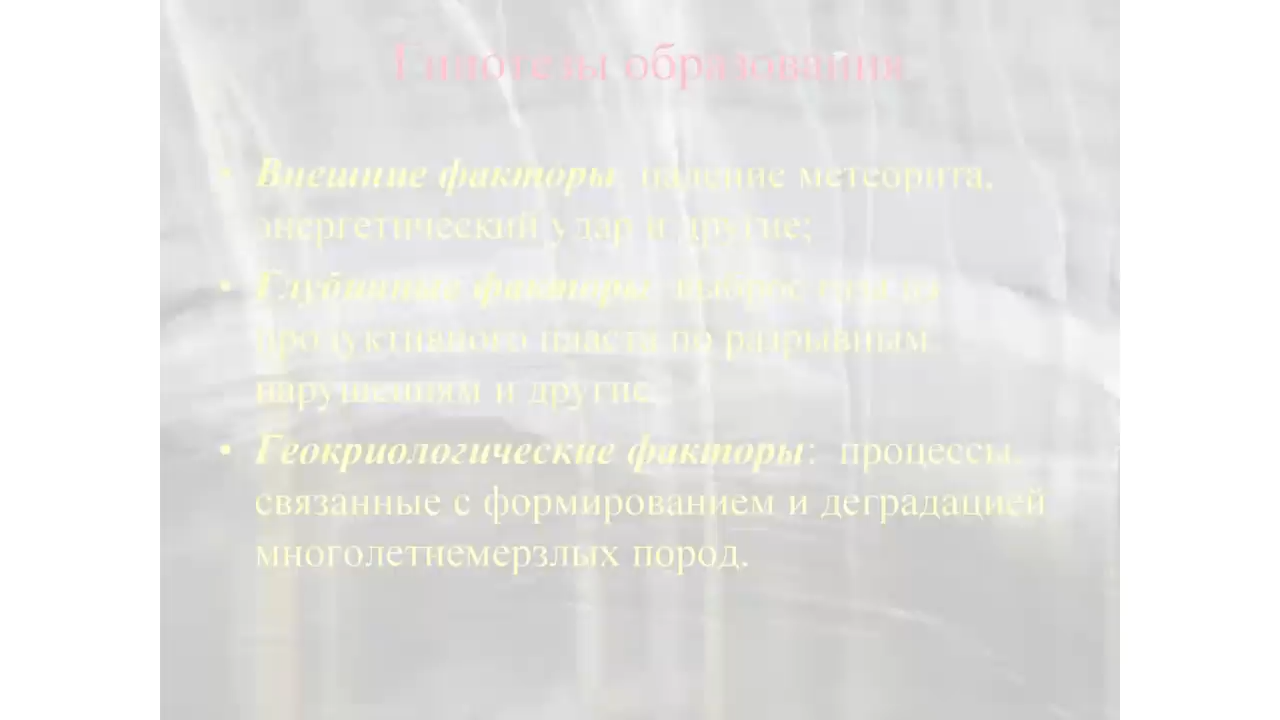 Гипотезы образования
• Внешние факторы: падение метеорита,
энергетический удар и другие;
• Глубинные факторы: выброс газа из
продуктивного пласта по разрывным
нарушениям и другие.
• Геокриологические факторы: процессы,
связанные с формированием и деградацией
многолетнемерзлых пород.